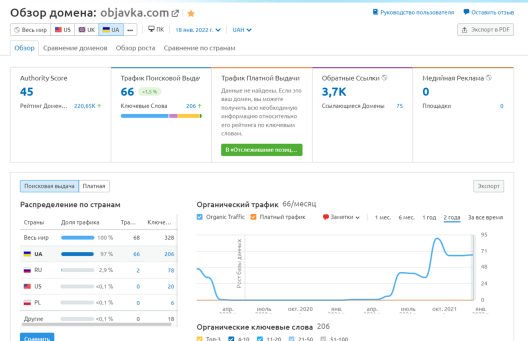 Обзор домена: objavka.com
Руководство пользователя
Оставить отзыв
Весь мир US UK UA ... ПК 18 янв. 2022 г. UAH
Экспорт в PDF
Обзор Сравнение доменов Обзор роста Сравнение по странам
Authority Score
45
Рейтинг Домен... 220,65K ↑
Трафик Поисковой Выдач
66 +1,5 %
Ключевые Слова 206 ↑
Трафик Платной Выдачи
Данные не найдены. Если это
ваш домен, вы можете
получить всю необходимую
информацию относительно
его рейтинга по ключевым
словам.
В «Отслеживание позиц...
Обратные Ссылки
3,7K
Ссылающиеся Домены 75
Медийная Реклама
0
Площадки 0
Поисковая выдача Платная
Экспорт
Распределение по странам
Страны Доля трафика Тра... Ключе...
Весь мир 100 % 68 328
UA 97 % 66 206
RU 2,9 % 2 78
US <0,1 % 0 20
PL <0,1 % 0 6
Другие <0,1 % 0 18
Сравнить
Органический трафик 66/месяц
Organic Traffic Платный трафик Заметки 1 мес. 6 мес. 1 год 2 года За все время
Рост базы данных
95
71
48
24
0
апр. июль окт. 2020 янв. апр. июль окт. 2021 янв.
Органические ключевые слова 206
Топ-3 4-10 11-20 21-50 51-100